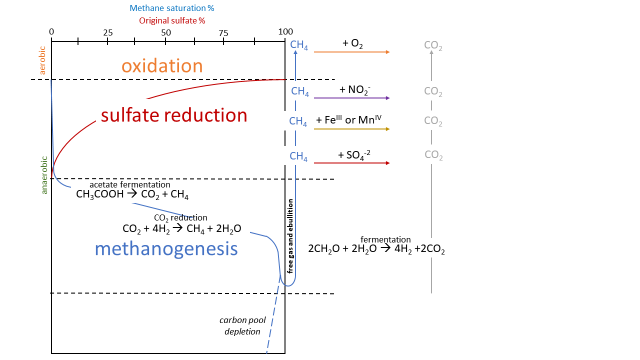 Methane saturation %
Original sulfate %
0 25 50 75 100
aerobic
oxidation
CH₄ + O₂ CO₂
CH₄ + NO₂⁻ CO₂
sulfate reduction
CH₄ + Feᴵᴵᴵ or Mnᴵⱽ CO₂
CH₄ + SO₄⁻² CO₂
anaerobic
acetate fermentation
CH₃COOH → CO₂ + CH₄
CO₂ reduction
CO₂ + 4H₂ → CH₄ + 2H₂O
methanogenesis
free gas and ebullition
fermentation
2CH₂O + 2H₂O → 4H₂ +2CO₂
carbon pool
depletion